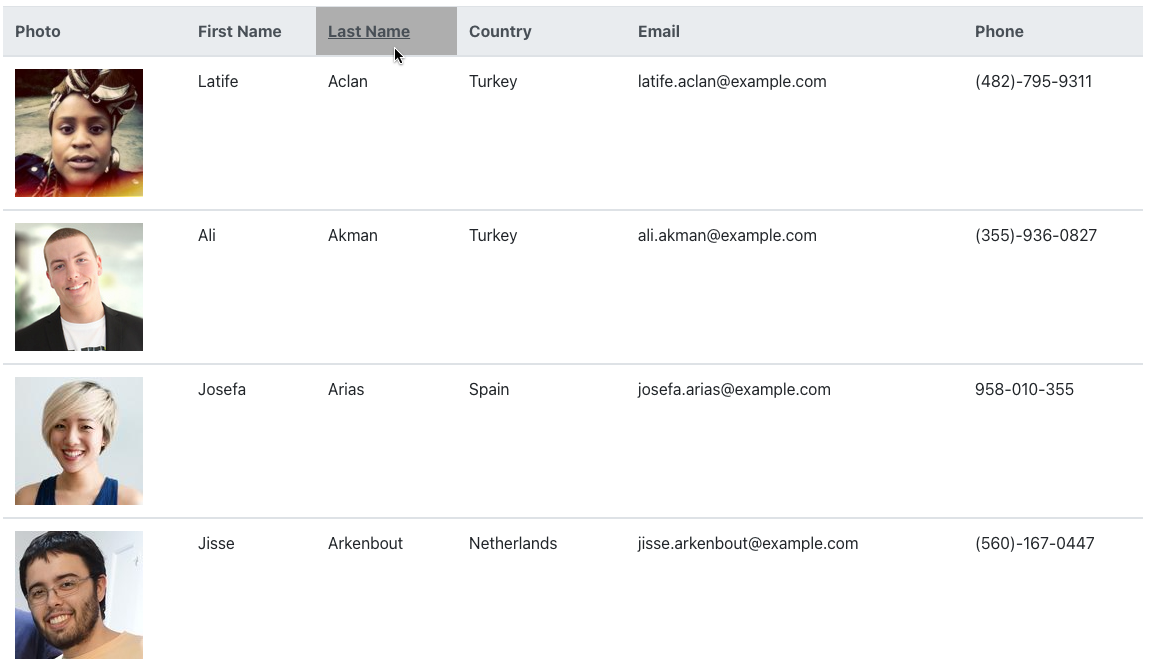 Photo First Name Last Name Country Email Phone
Latife Aclan Turkey latife.aclan@example.com (482)-795-9311
Ali Akman Turkey ali.akman@example.com (355)-936-0827
Josefa Arias Spain josefa.arias@example.com 958-010-355
Jisse Arkenbout Netherlands jisse.arkenbout@example.com (560)-167-0447